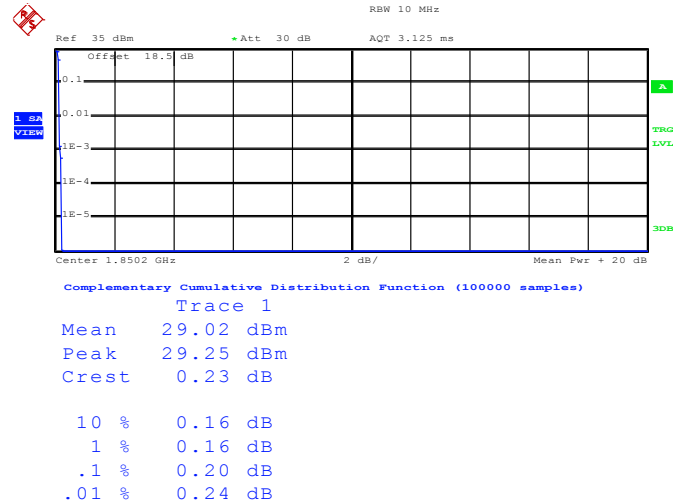 RBW 10 MHz
Ref 35 dBm *Att 30 dB AQT 3.125 ms
Offset 18.5 dB
0.1
A
0.01
1 SA
VIEW
TRG
LVL
1E-3
1E-4
1E-5
3DB
Center 1.8502 GHz 2 dB/ Mean Pwr + 20 dB
Complementary Cumulative Distribution Function (100000 samples)
Trace 1
Mean 29.02 dBm
Peak 29.25 dBm
Crest 0.23 dB
10 % 0.16 dB
1 % 0.16 dB
.1 % 0.20 dB
.01 % 0.24 dB